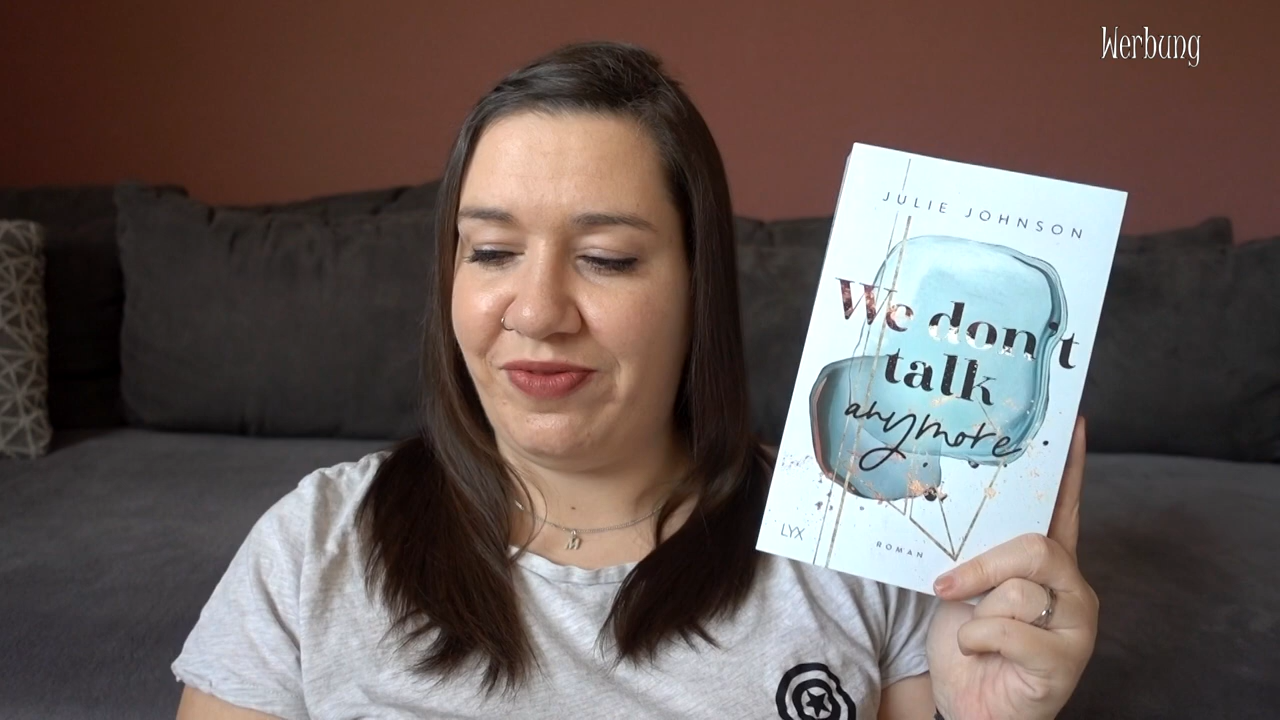 Werbung
JULIE JOHNSON
We don't
talk
anymore
LYX
ROMAN